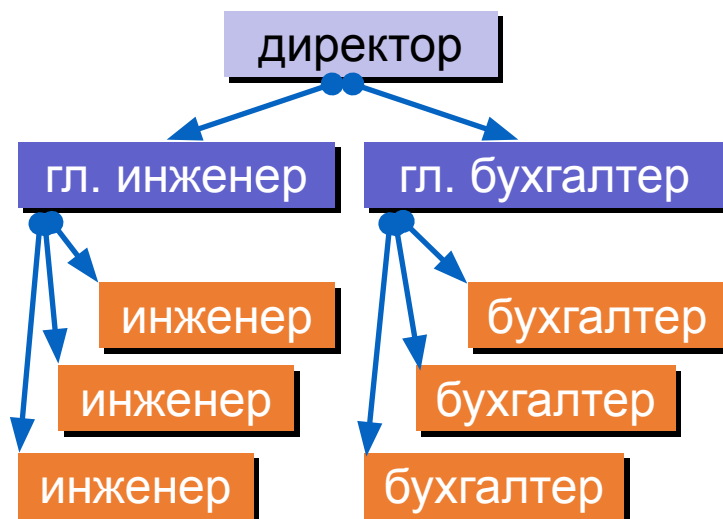 директор
гл. инженер
гл. бухгалтер
инженер
бухгалтер
инженер
бухгалтер
инженер
бухгалтер